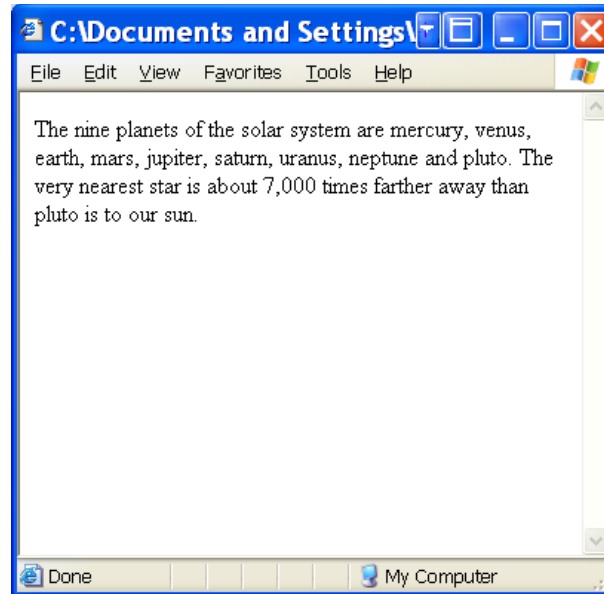 C:\Documents and Settings\
File Edit View Favorites Tools Help
The nine planets of the solar system are mercury, venus,
earth, mars, jupiter, saturn, uranus, neptune and pluto. The
very nearest star is about 7,000 times farther away than
pluto is to our sun.
Done My Computer